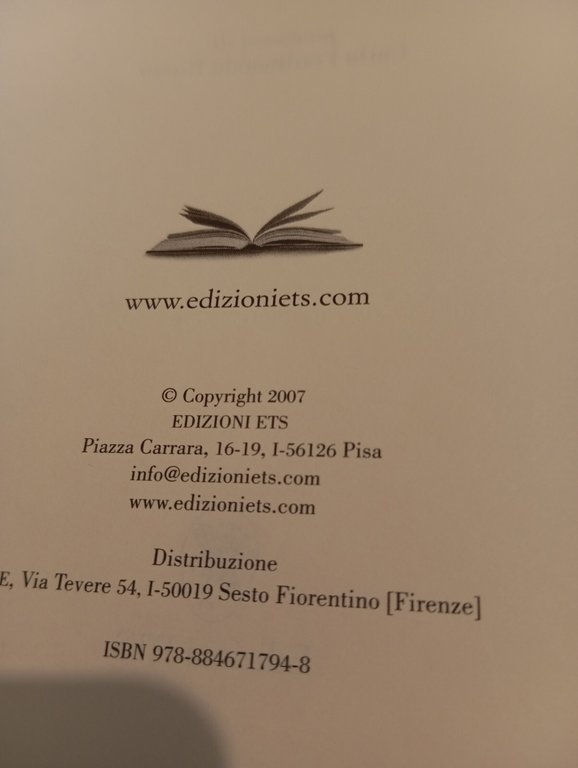 www.edizioniets.com
© Copyright 2007
EDIZIONI ETS
Piazza Carrara, 16-19, I-56126 Pisa
info@edizioniets.com
www.edizioniets.com
Distribuzione
E, Via Tevere 54, I-50019 Sesto Fiorentino [Firenze]
ISBN 978-884671794-8